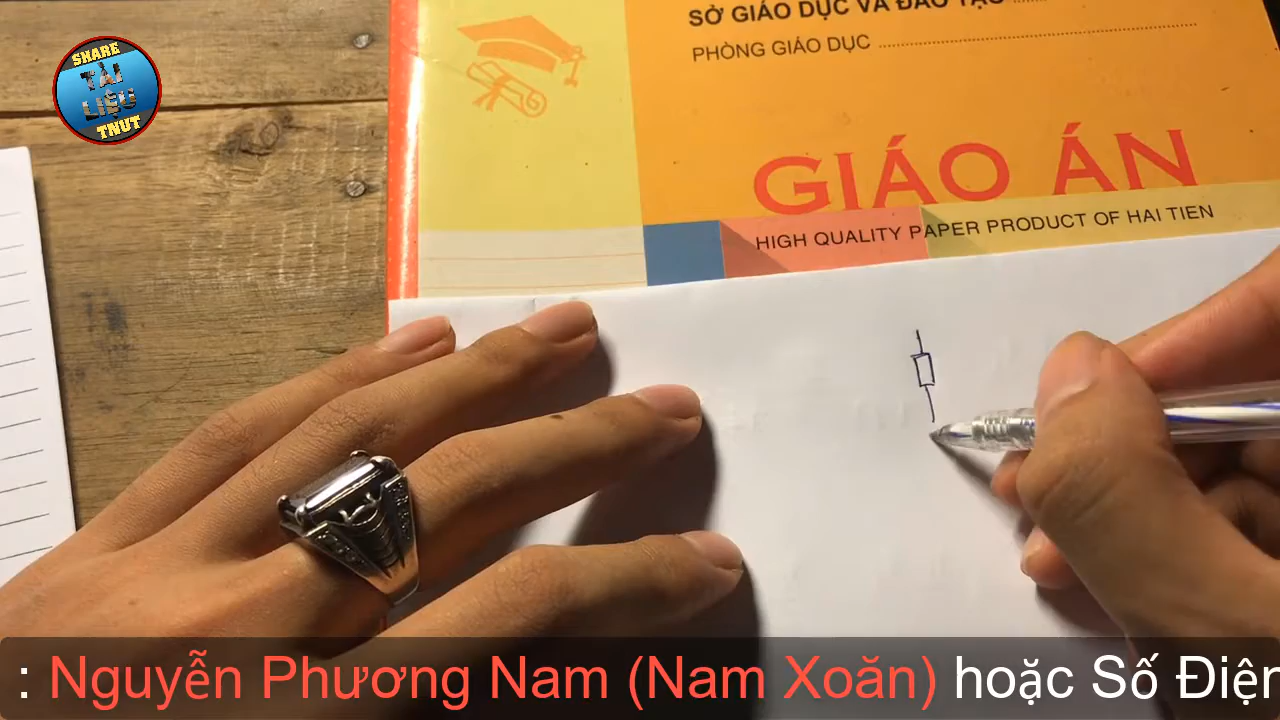 SỞ GIÁO DỤC VÀ ĐÀO TẠO
PHÒNG GIÁO DỤC
GIÁO ÁN
HIGH QUALITY PAPER PRODUCT OF HAI TIEN
SHARE
TÀI
LIỆU
TNUT
: Nguyễn Phương Nam (Nam Xoăn) hoặc Số Điện